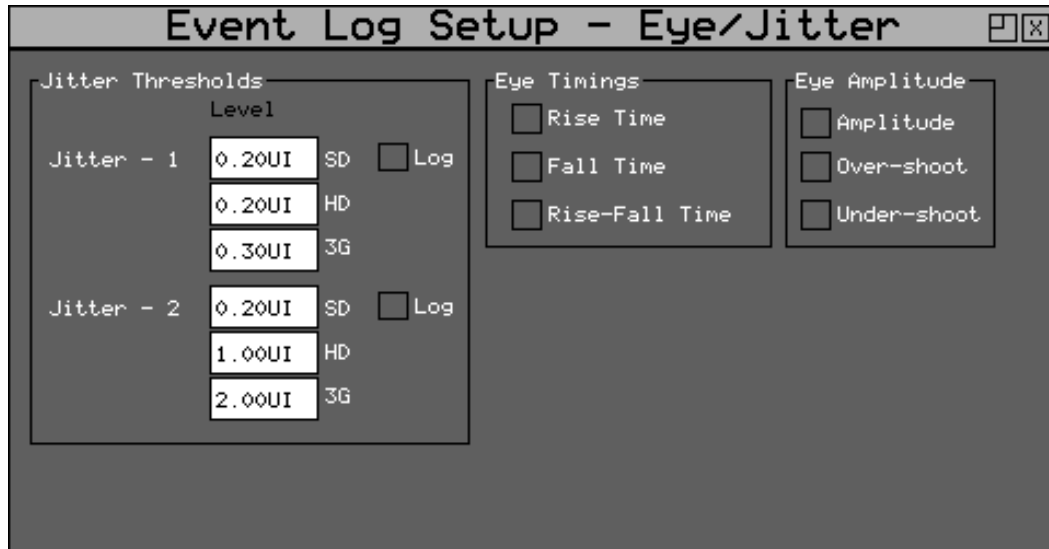 Event Log Setup - Eye/Jitter
Jitter Thresholds
Level
Jitter - 1 0.20UI SD Log
0.20UI HD
0.30UI 3G
Jitter - 2 0.20UI SD Log
1.00UI HD
2.00UI 3G
Eye Timings
Rise Time
Fall Time
Rise-Fall Time
Eye Amplitude
Amplitude
Over-shoot
Under-shoot